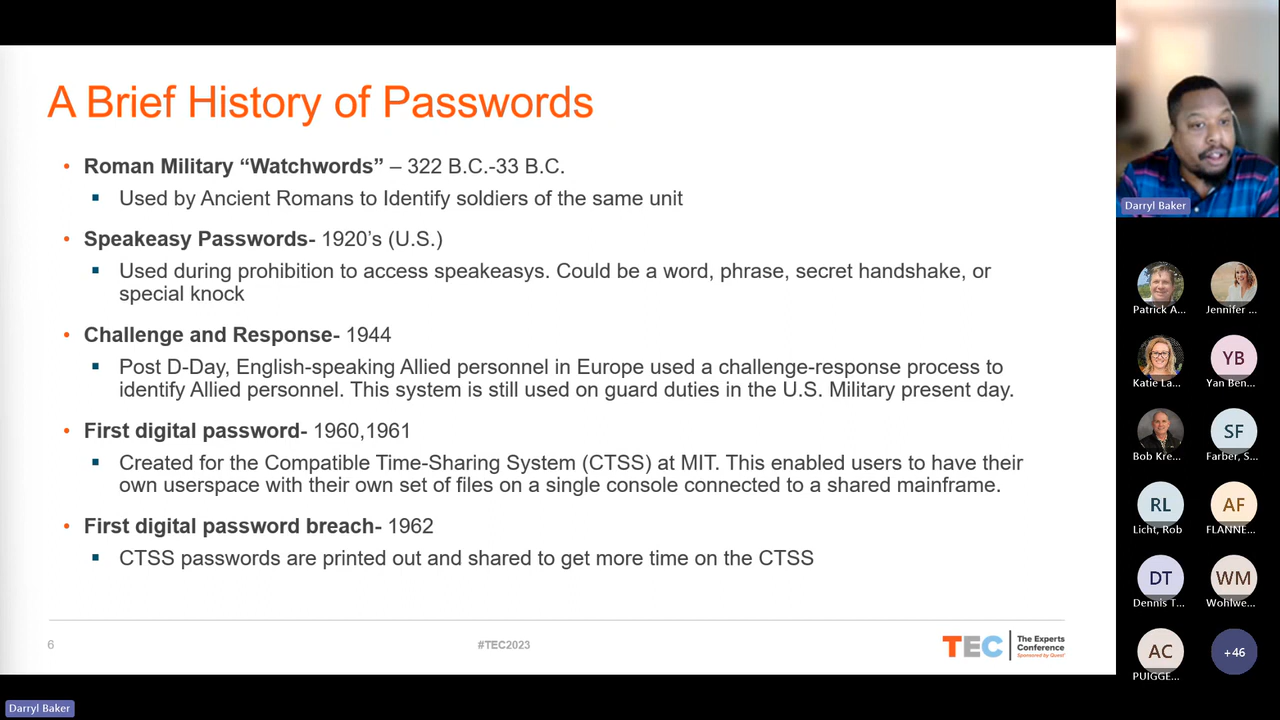 A Brief History of Passwords
• Roman Military “Watchwords” – 322 B.C.-33 B.C.
▪ Used by Ancient Romans to Identify soldiers of the same unit
• Speakeasy Passwords- 1920’s (U.S.)
▪ Used during prohibition to access speakeasys. Could be a word, phrase, secret handshake, or
special knock
• Challenge and Response- 1944
▪ Post D-Day, English-speaking Allied personnel in Europe used a challenge-response process to
identify Allied personnel. This system is still used on guard duties in the U.S. Military present day.
• First digital password- 1960,1961
▪ Created for the Compatible Time-Sharing System (CTSS) at MIT. This enabled users to have their
own userspace with their own set of files on a single console connected to a shared mainframe.
• First digital password breach- 1962
▪ CTSS passwords are printed out and shared to get more time on the CTSS
6
#TEC2023
TEC
The Experts
Conference
Sponsored by Quest
Darryl Baker
Patrick A...
Jennifer ...
Katie La...
YB
Yan Ben...
Bob Kre...
SF
Farber, S...
RL
Licht, Rob
AF
FLANNE...
DT
Dennis T...
WM
Wohlwe...
AC
PUIGGE...
+46
Darryl Baker